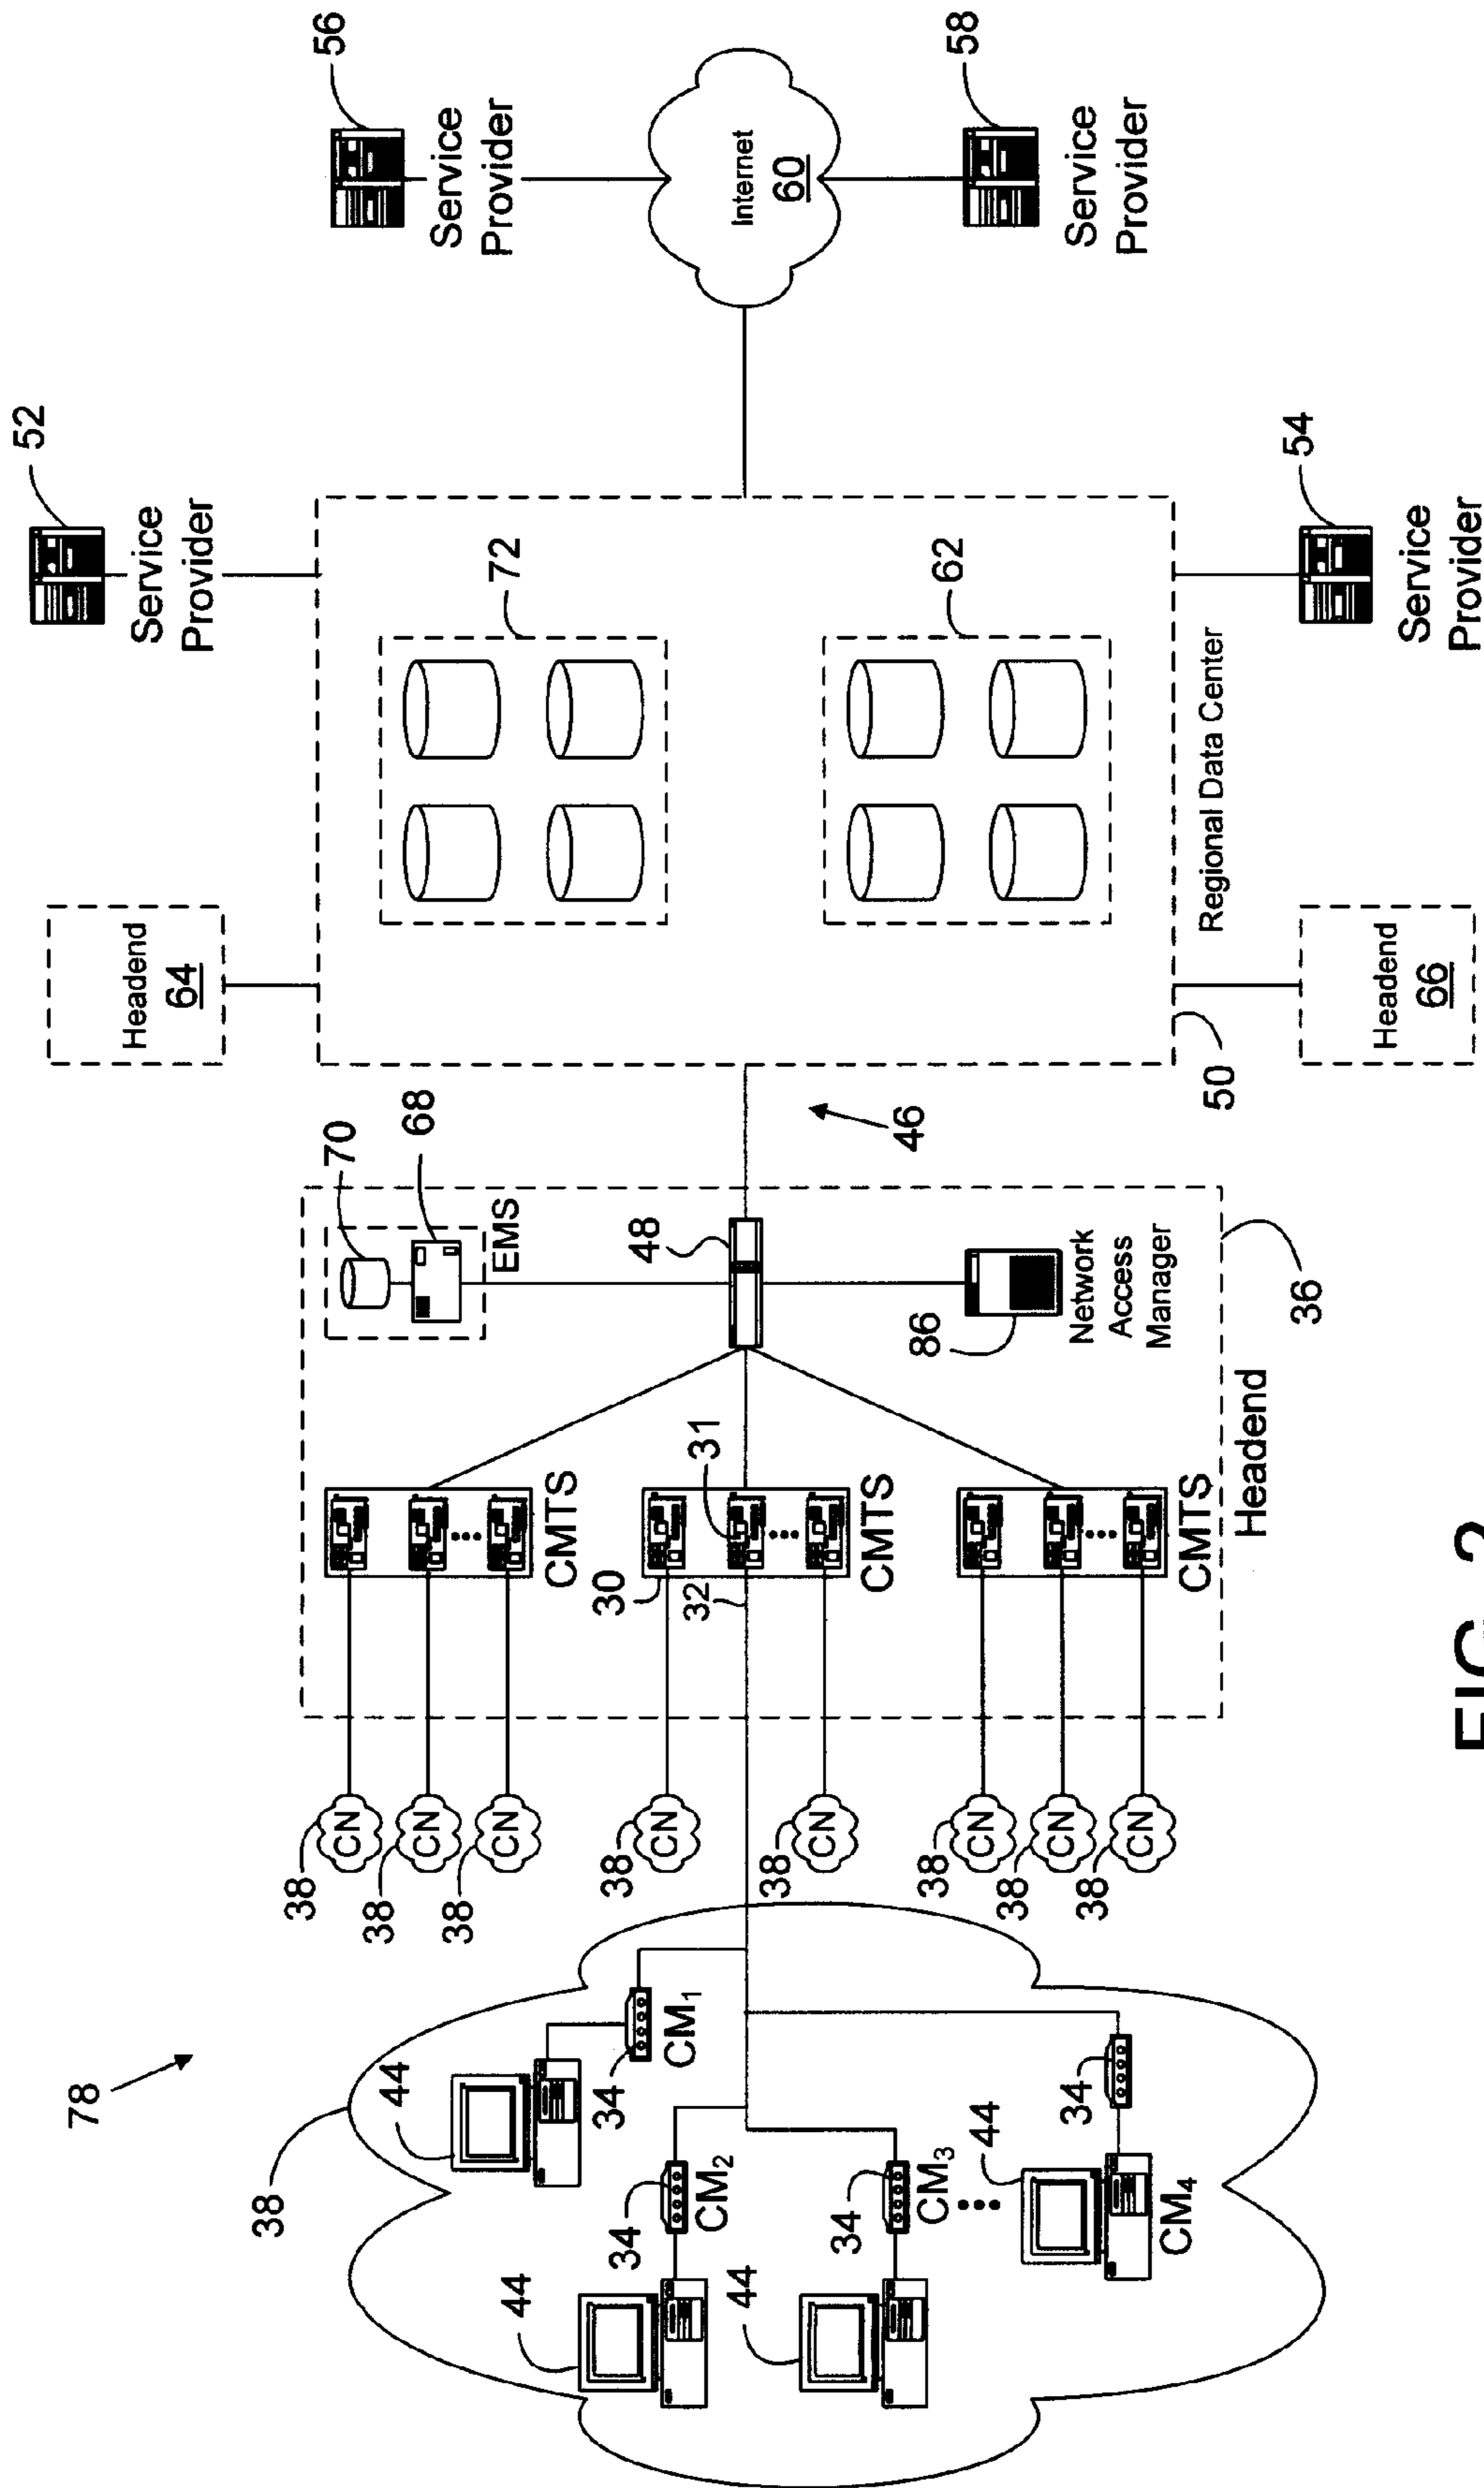 78
38
44
44
44
44
34
34
34
34
CM1
CM2
CM3
CM4
38
38
38
38
38
38
38
38
CN
CN
CN
CN
CN
CN
CN
CN
30
32
31
CMTS
CMTS
CMTS
70
68
EMS
48
86
Network
Access
Manager
36
Headend
46
Headend
64
Headend
66
50
Regional Data Center
72
62
52
Service
Provider
54
Service
Provider
56
Service
Provider
58
Service
Provider
Internet
60
FIG. 2